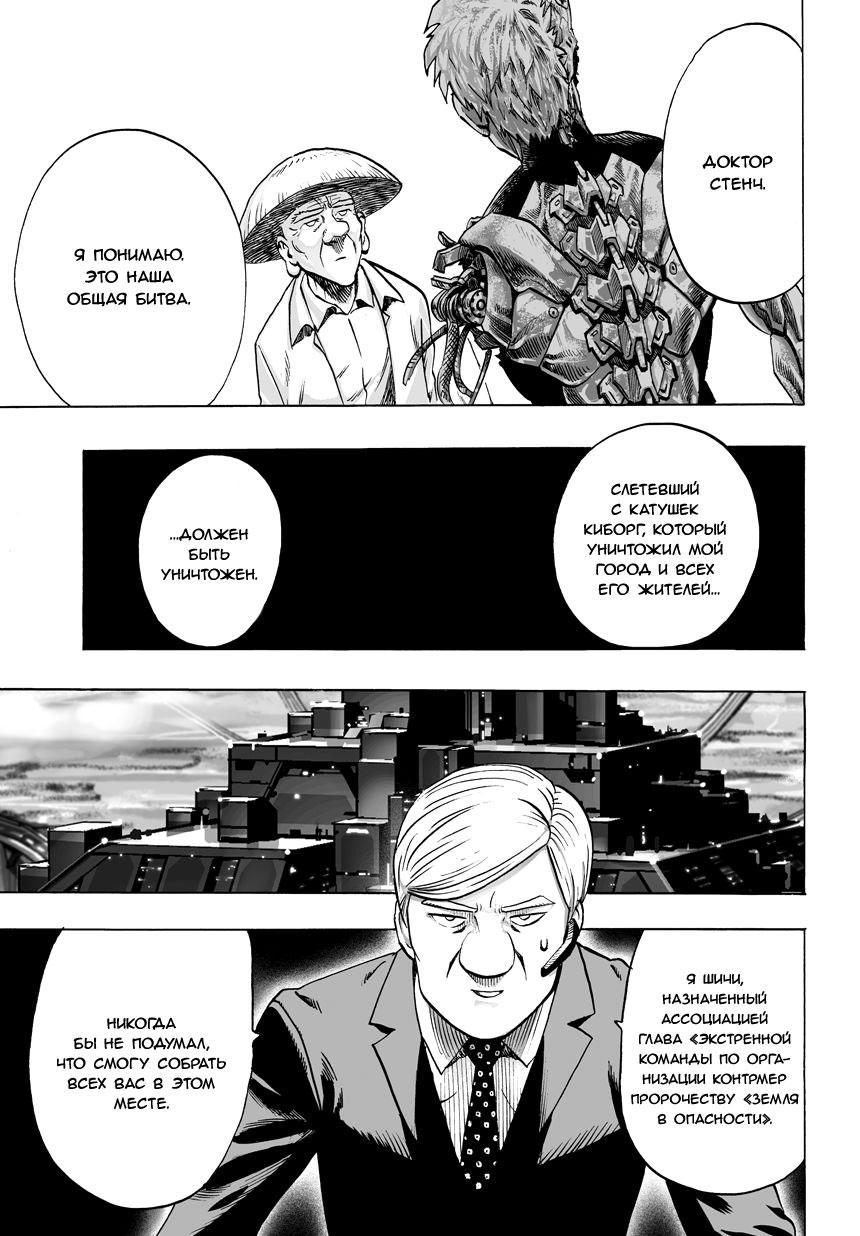 ДОКТОР
СТЕНЧ.
Я ПОНИМАЮ.
ЭТО НАША
ОБЩАЯ БИТВА.
СЛЕТЕВШИЙ
С КАТУШЕК
КИБОРГ, КОТОРЫЙ
УНИЧТОЖИЛ МОЙ
ГОРОД И ВСЕХ
ЕГО ЖИТЕЛЕЙ...
...ДОЛЖЕН
БЫТЬ
УНИЧТОЖЕН.
Я ШИЧИ,
НАЗНАЧЕННЫЙ
АССОЦИАЦИЕЙ
ГЛАВА «ЭКСТРЕННОЙ
КОМАНДЫ ПО ОРГА-
НИЗАЦИИ КОНТРМЕР
ПРОРОЧЕСТВУ «ЗЕМЛЯ
В ОПАСНОСТИ».
НИКОГДА
БЫ НЕ ПОДУМАЛ,
ЧТО СМОГУ СОБРАТЬ
ВСЕХ ВАС В ЭТОМ
МЕСТЕ.